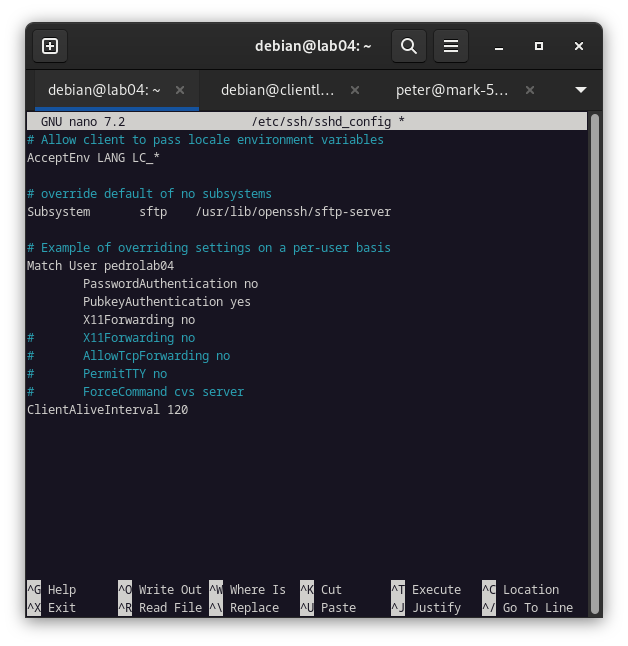 debian@lab04: ~
debian@lab04: ~ × debian@clientl... × peter@mark-5... ×
GNU nano 7.2 /etc/ssh/sshd_config *
# Allow client to pass locale environment variables
AcceptEnv LANG LC_*
# override default of no subsystems
Subsystem sftp /usr/lib/openssh/sftp-server
# Example of overriding settings on a per-user basis
Match User pedrolab04
PasswordAuthentication no
PubkeyAuthentication yes
X11Forwarding no
# X11Forwarding no
# AllowTcpForwarding no
# PermitTTY no
# ForceCommand cvs server
ClientAliveInterval 120
^G Help ^O Write Out ^W Where Is ^K Cut ^T Execute ^C Location
^X Exit ^R Read File ^\ Replace ^U Paste ^J Justify ^/ Go To Line